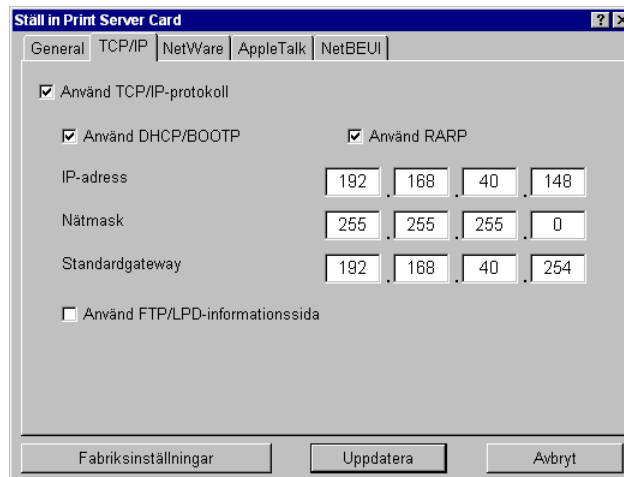 Ställ in Print Server Card
General TCP/IP NetWare AppleTalk NetBEUI
Använd TCP/IP-protokoll
Använd DHCP/BOOTP Använd RARP
IP-adress 192 . 168 . 40 . 148
Nätmask 255 . 255 . 255 . 0
Standardgateway 192 . 168 . 40 . 254
Använd FTP/LPD-informationssida
Fabriksinställningar Uppdatera Avbryt